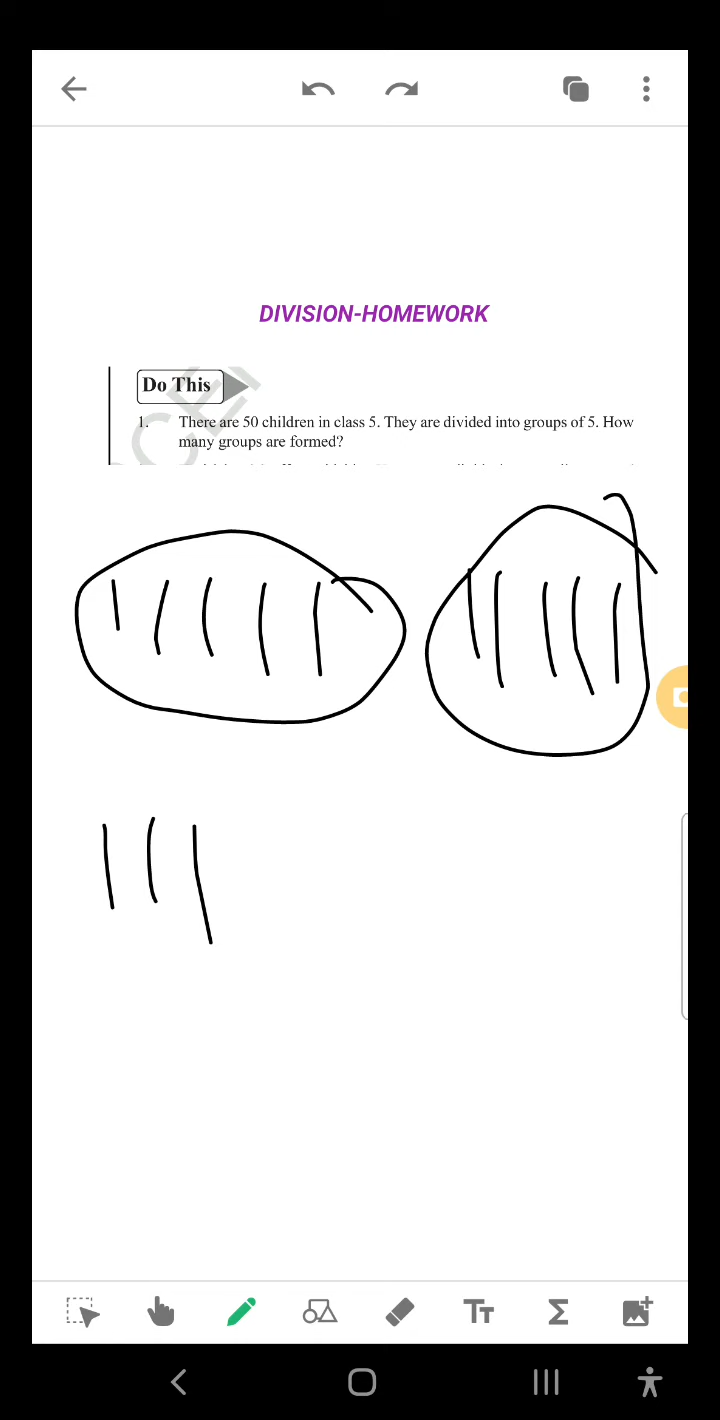 DIVISION-HOMEWORK
Do This
1. There are 50 children in class 5. They are divided into groups of 5. How
many groups are formed?